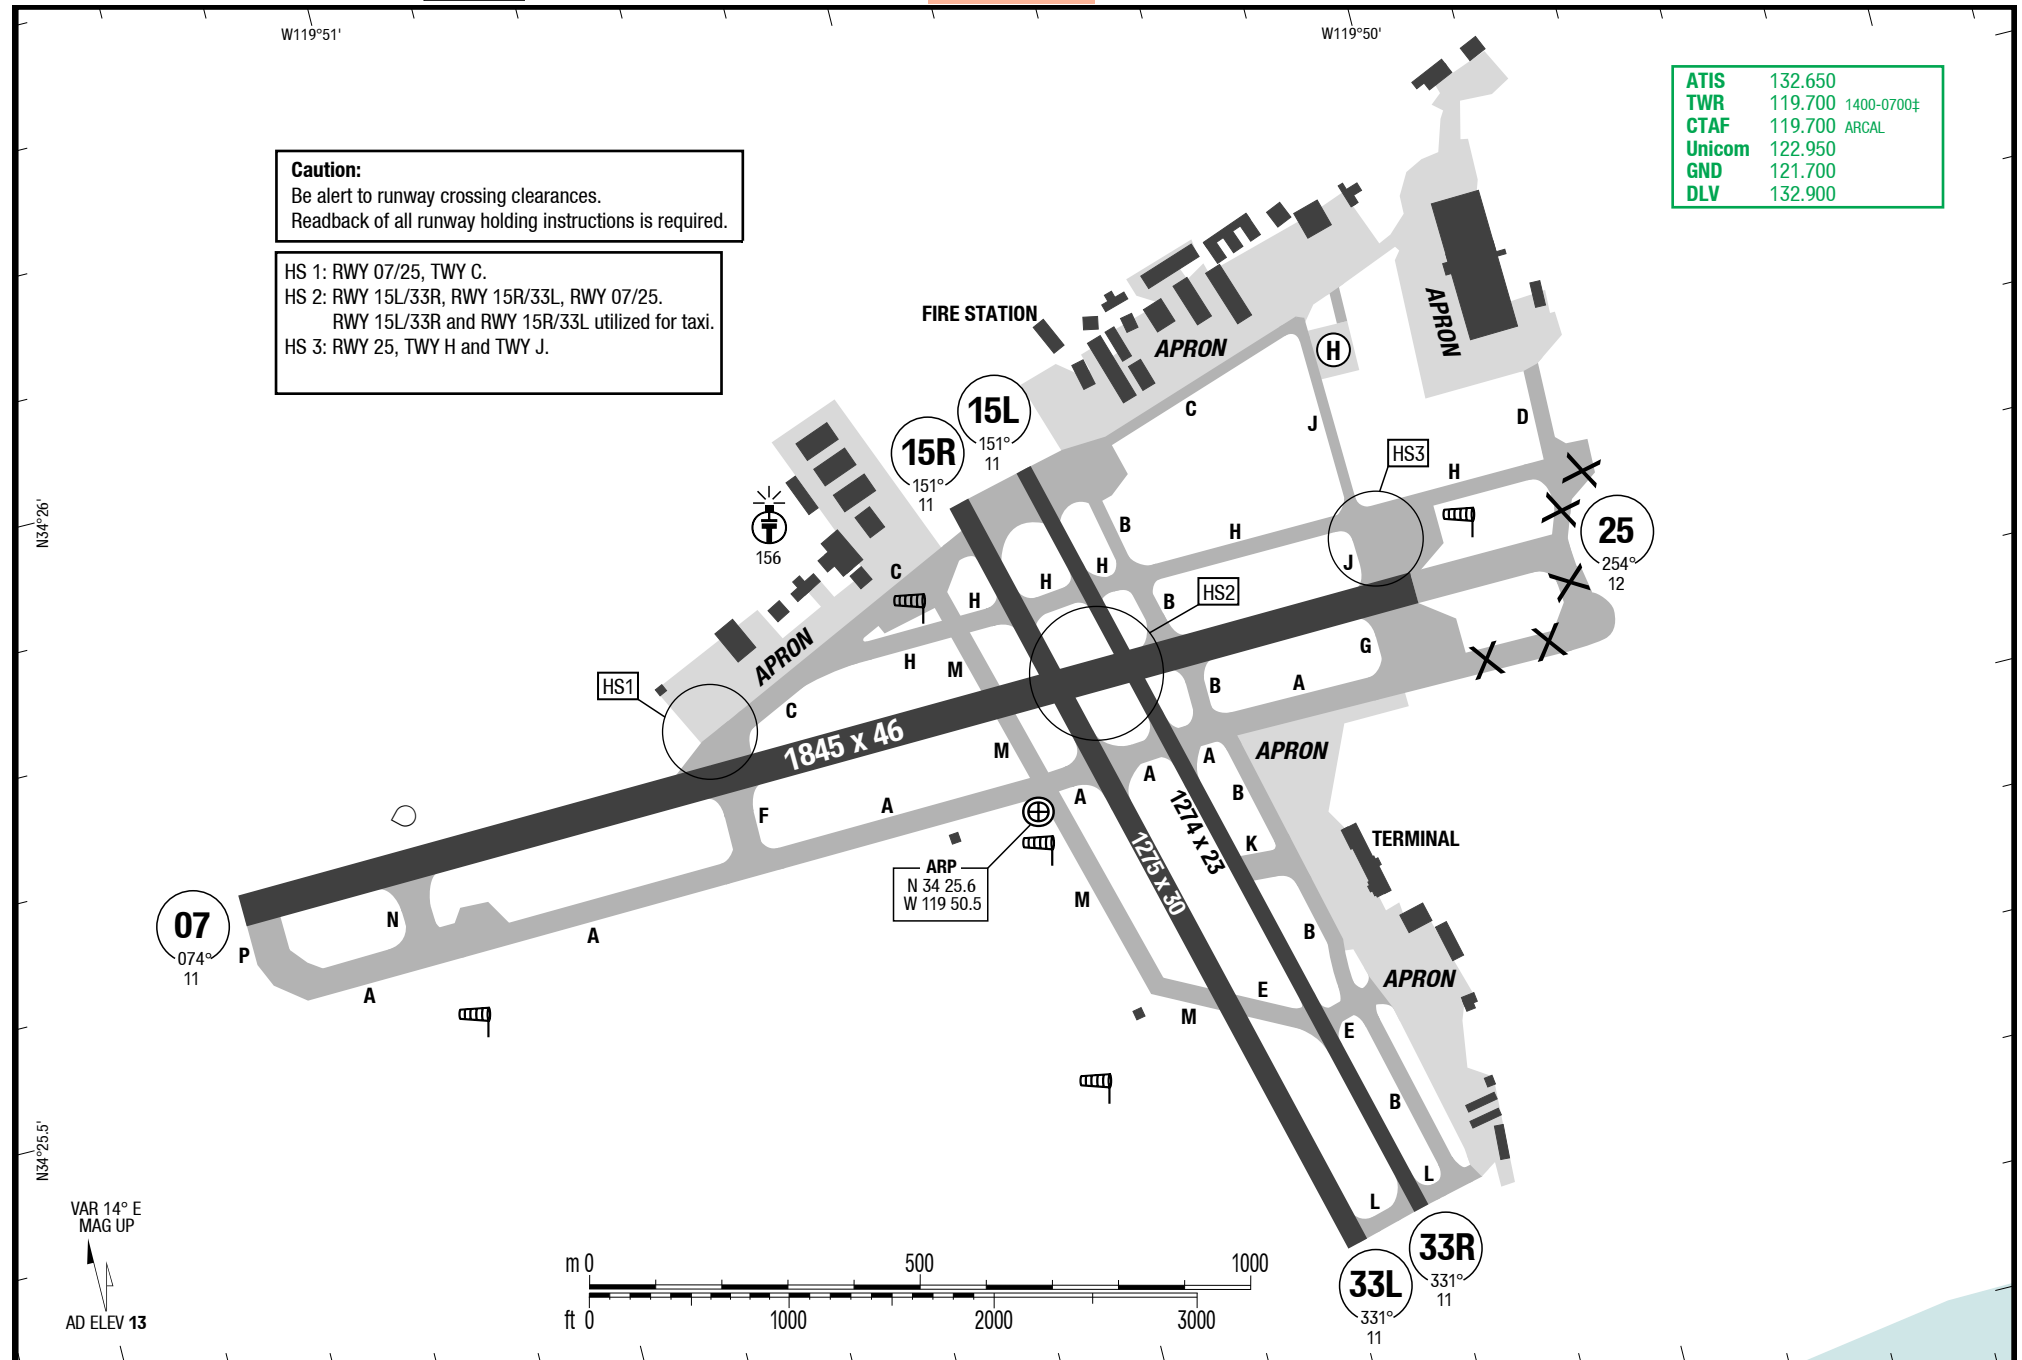 W119°51'
W119°50'
ATIS 132.650
TWR 119.700 1400-0700‡
CTAF 119.700 ARCAL
Unicom 122.950
GND 121.700
DLV 132.900
Caution:
Be alert to runway crossing clearances.
Readback of all runway holding instructions is required.
HS 1: RWY 07/25, TWY C.
HS 2: RWY 15L/33R, RWY 15R/33L, RWY 07/25.
RWY 15L/33R and RWY 15R/33L utilized for taxi.
HS 3: RWY 25, TWY H and TWY J.
FIRE STATION
APRON
APRON
H
C
J
D
15L
151°
11
15R
151°
11
HS3
H
N34°26'
156
B
H
25
254°
12
C
H
H
H
J
B
HS2
APRON
H
M
G
HS1
B
A
C
1845 x 46
M
A
APRON
A
F
A
A
B
1274 x 23
K
TERMINAL
1275 x 30
ARP
N 34 25.6
W 119 50.5
M
07
074°
11
P
N
A
B
A
E
APRON
M
E
B
N34°25.5'
L
L
VAR 14° E
MAG UP
AD ELEV 13
m 0 500 1000
ft 0 1000 2000 3000
33R
331°
11
33L
331°
11